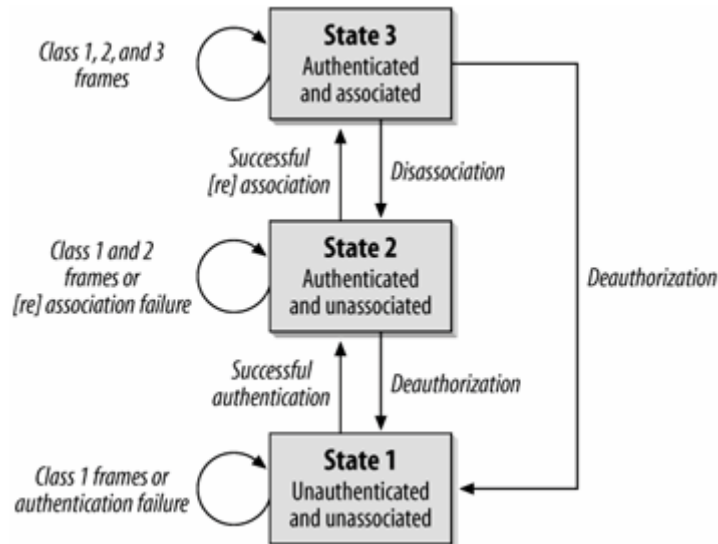 State 3
Authenticated
and associated
Class 1, 2, and 3
frames
Successful
[re] association
Disassociation
State 2
Authenticated
and unassociated
Class 1 and 2
frames or
[re] association failure
Deauthorization
Successful
authentication
Deauthorization
State 1
Unauthenticated
and unassociated
Class 1 frames or
authentication failure